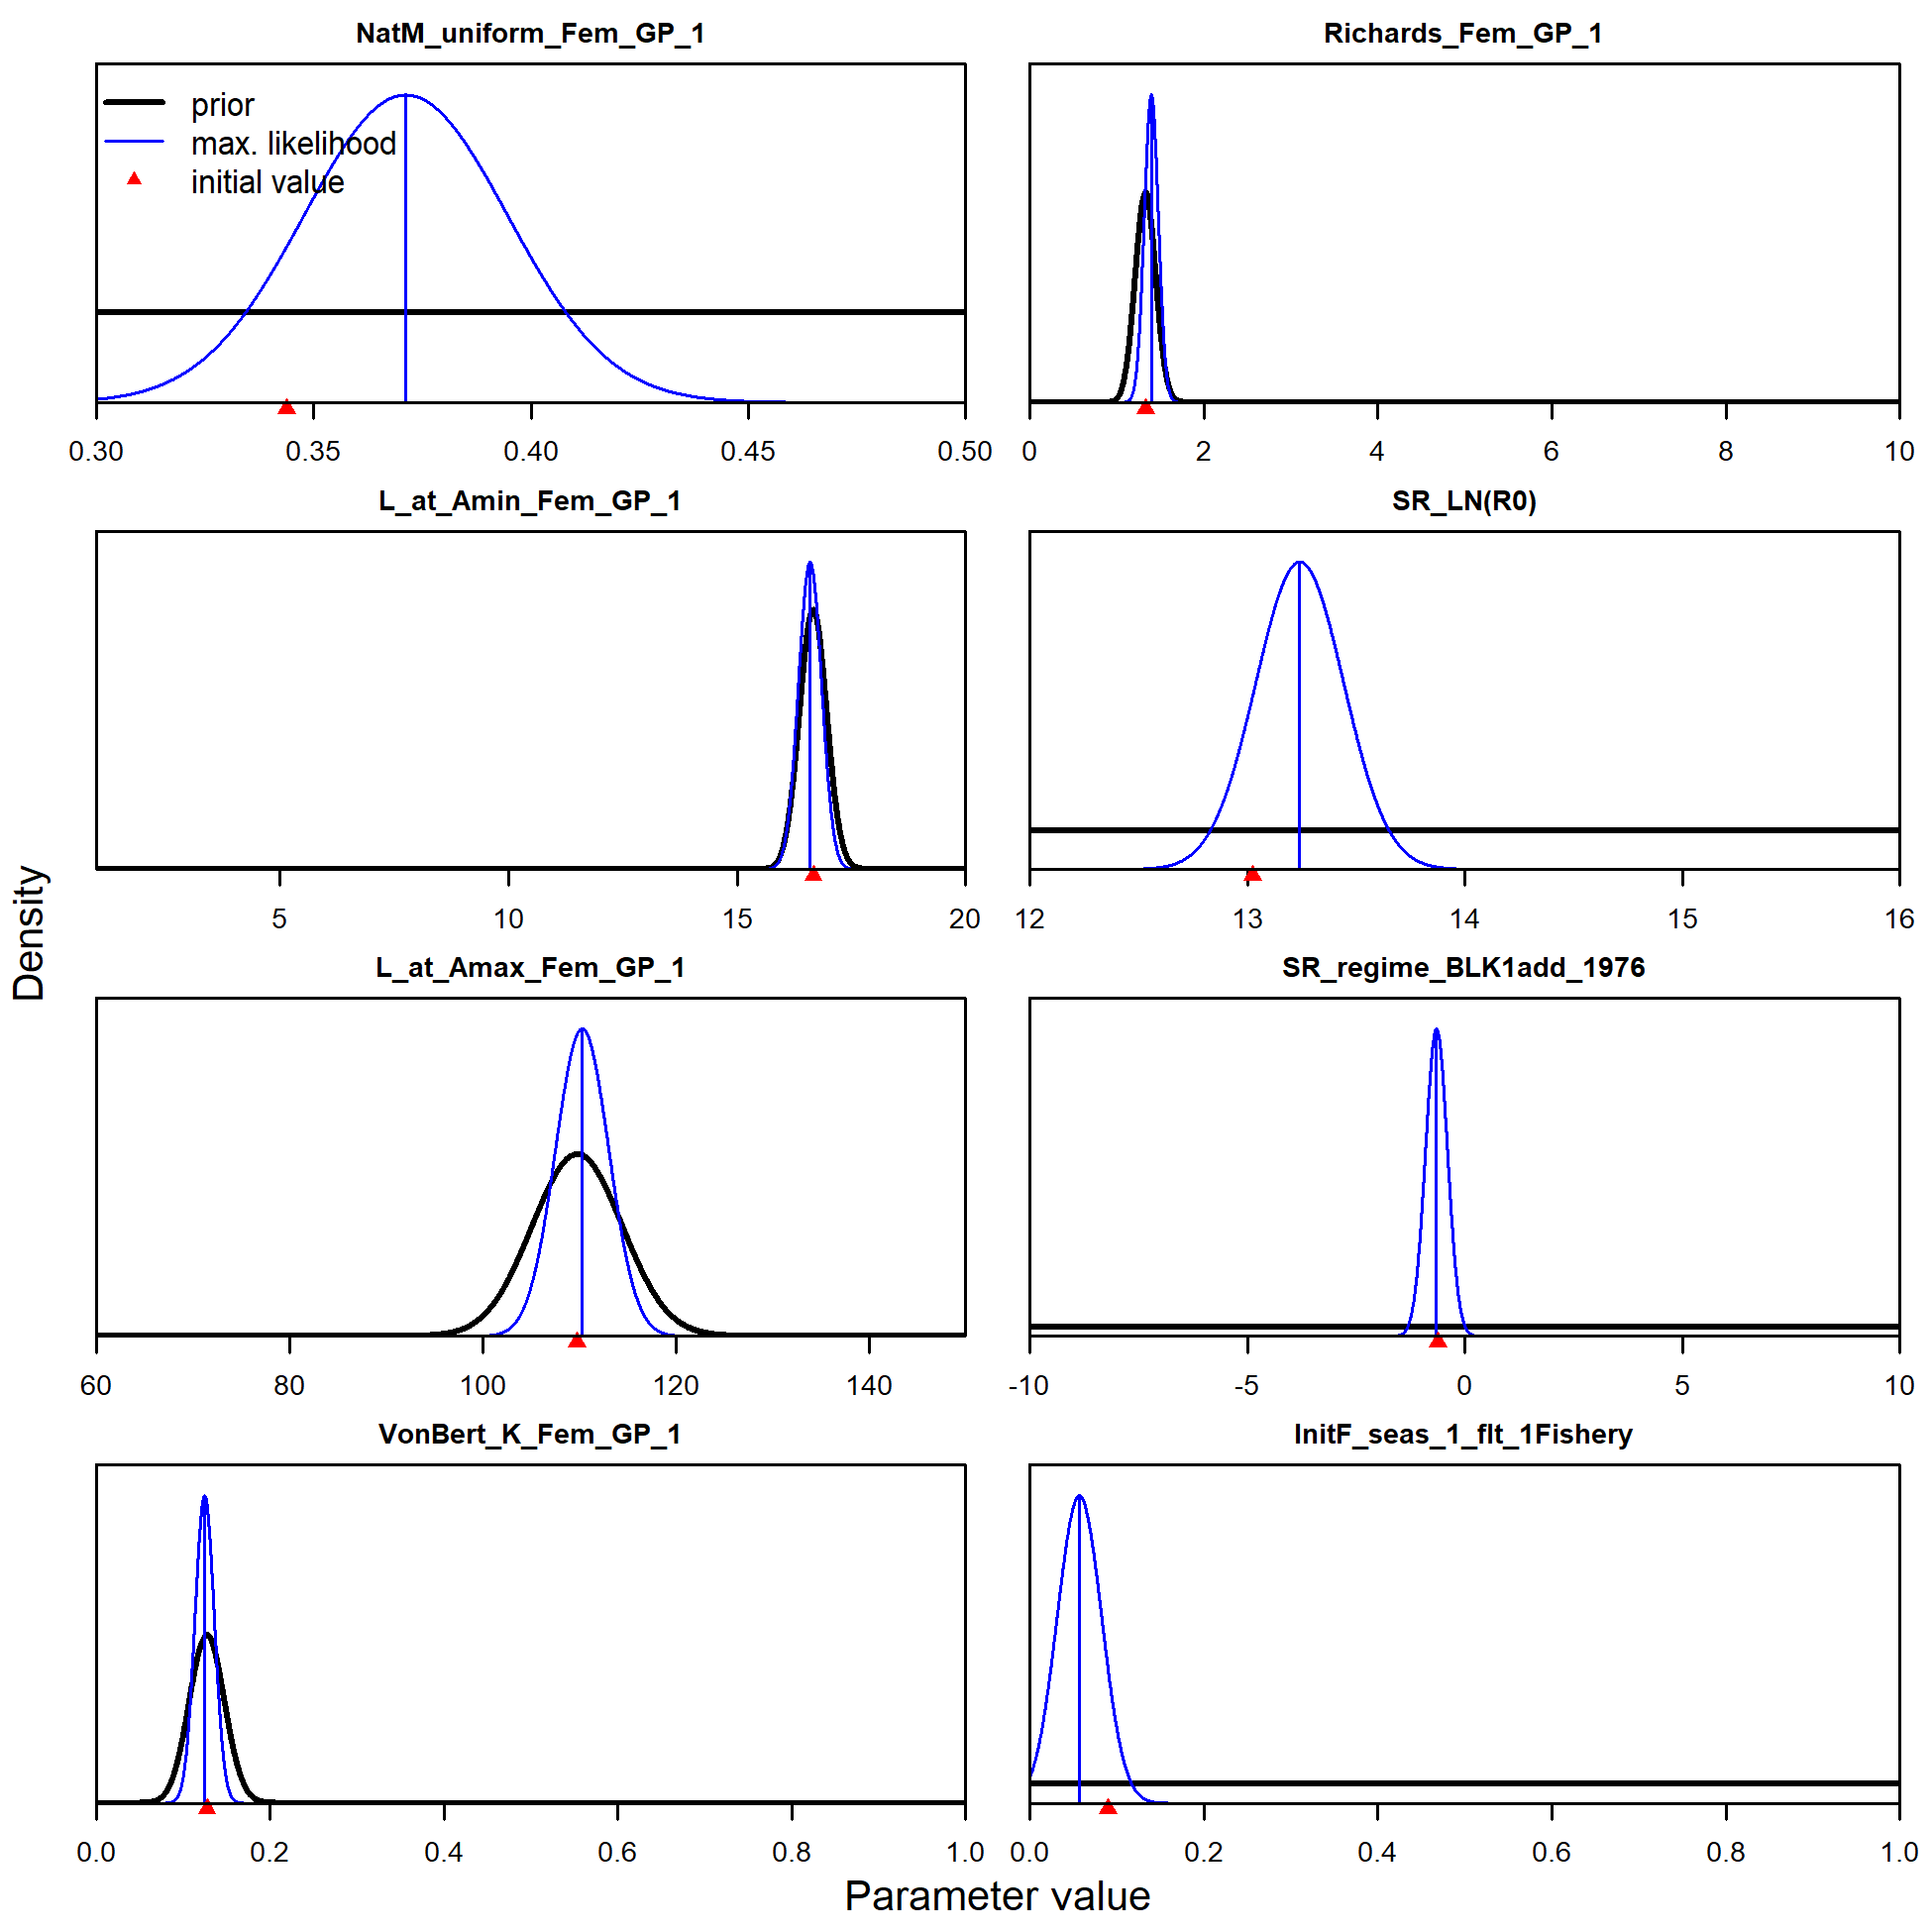 NatM_uniform_Fem_GP_1
prior
max. likelihood
initial value
0.30 0.35 0.40 0.45 0.50
Richards_Fem_GP_1
0 2 4 6 8 10
L_at_Amin_Fem_GP_1
5 10 15 20
SR_LN(R0)
12 13 14 15 16
L_at_Amax_Fem_GP_1
60 80 100 120 140
SR_regime_BLK1add_1976
-10 -5 0 5 10
VonBert_K_Fem_GP_1
0.0 0.2 0.4 0.6 0.8 1.0
InitF_seas_1_flt_1Fishery
0.0 0.2 0.4 0.6 0.8 1.0
Density
Parameter value